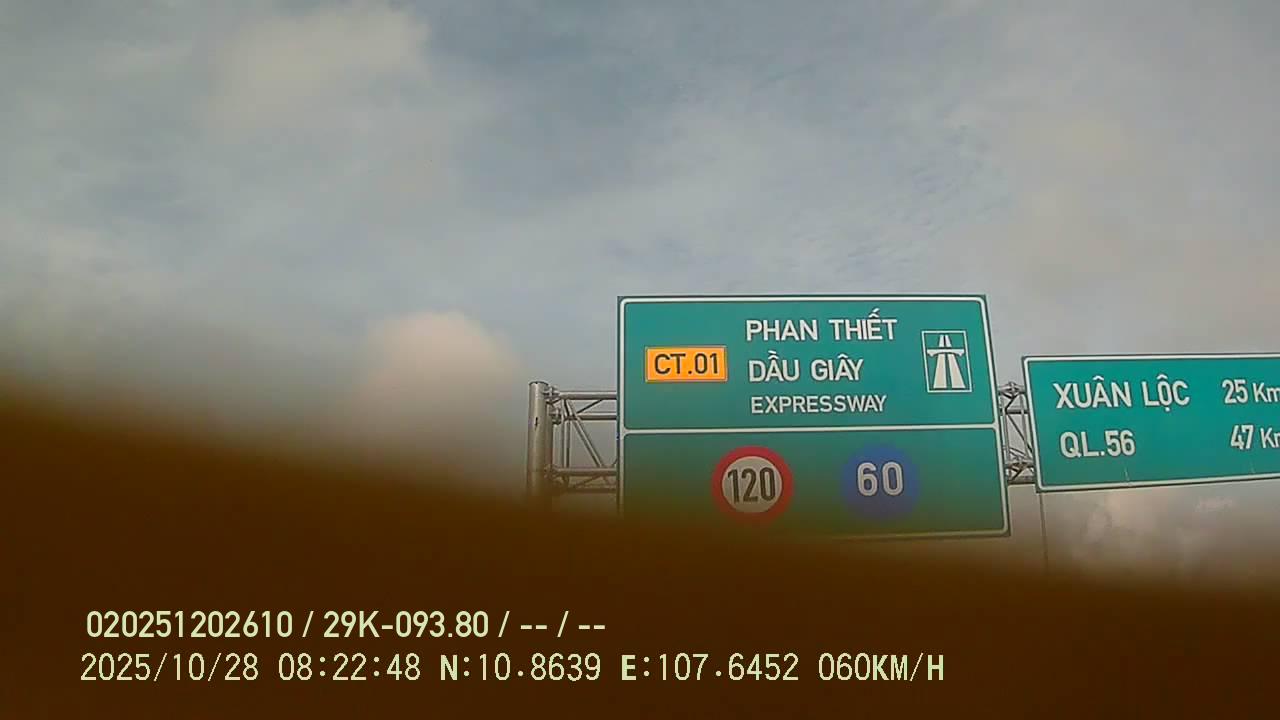 PHAN THIẾT
CT.01
DẦU GIÂY
EXPRESSWAY
120
60
XUÂN LỘC 25 Km
QL.56 47 Km
020251202610 / 29K-093.80 / -- / --
2025/10/28 08:22:48 N:10.8639 E:107.6452 060KM/H